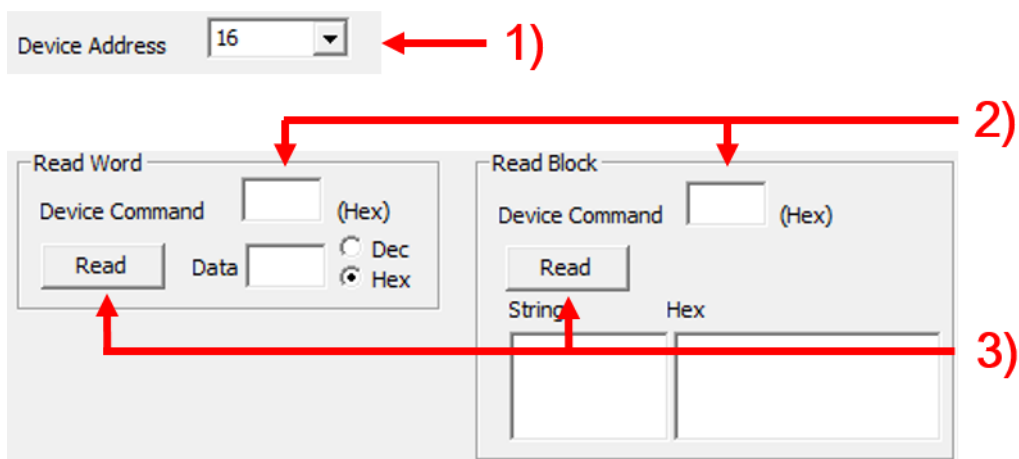 Device Address 16 1)
2)
Read Word
Device Command (Hex)
Read Data Dec
Hex
Read Block
Device Command (Hex)
Read
String Hex
3)